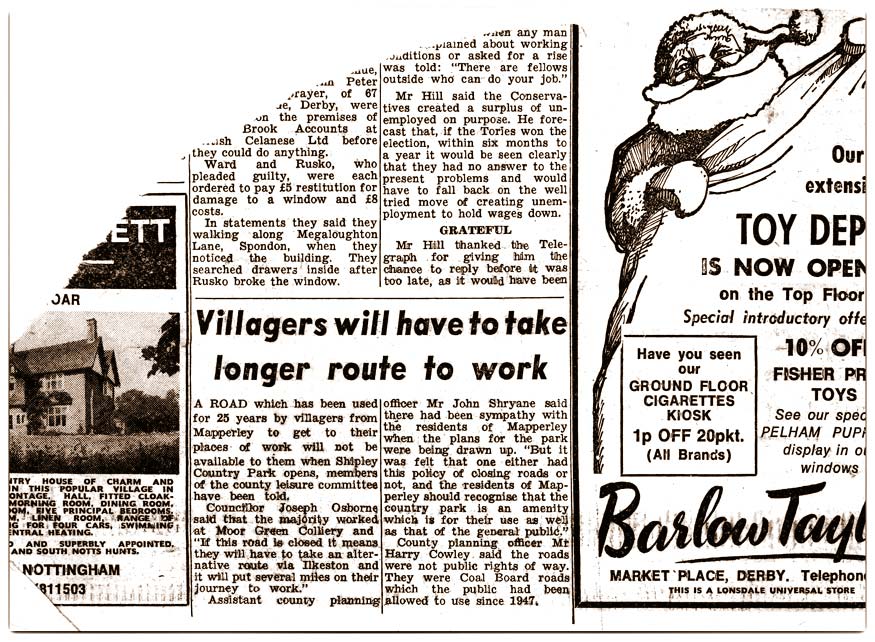 Peter
of 67
Derby, were
on the premises of
Brook Accounts at
Celanese Ltd before
they could do anything.
Ward and Rusko, who
pleaded guilty, were each
ordered to pay £5 restitution for
damage to a window and £8
costs.
In statements they said they
walking along Megaloughton
Lane, Spondon, when they
noticed the building. They
searched drawers inside after
Rusko broke the window.
when any man
about working
conditions or asked for a rise
was told: "There are fellows
outside who can do your job."
Mr Hill said the Conserva-
tives created a surplus of un-
employed on purpose. He fore-
cast that, if the Tories won the
election, within six months to
a year it would be seen clearly
that they had no answer to the
present problems and would
have to fall back on the well
tried move of creating unem-
ployment to hold wages down.
GRATEFUL
Mr Hill thanked the Tele-
graph for giving him the
chance to reply before it was
too late, as it would have been
Villagers will have to take
longer route to work
A ROAD which has been used
for 25 years by villagers from
Mapperley to get to their
places of work will not be
available to them when Shipley
Country Park opens, members
of the county leisure committee
have been told.
Councillor Joseph Osborne
said that the majority worked
at Moor Green Colliery and
"If this road is closed it means
they will have to take an alter-
native route via Ilkeston and
it will put several miles on their
journey to work."
Assistant county planning
officer Mr John Shryane said
there had been sympathy with
the residents of Mapperley
when the plans for the park
were being drawn up. "But it
was felt that one either had
this policy of closing roads or
not, and the residents of Map-
perley should recognise that the
country park is an amenity
which is for their use as well
as that of the general public."
County planning officer Mr
Harry Cowley said the roads
were not public rights of way.
They were Coal Board roads
which the public had been
allowed to use since 1947.
ETT
OAR
NTRY HOUSE OF CHARM AND
IN THIS POPULAR VILLAGE IN
ONTAGE, HALL, FITTED CLOAK-
MORNING ROOM, DINING ROOM,
OOM, FIVE PRINCIPAL BEDROOMS,
M, LINEN ROOM, RANGE OF
G FOR FOUR CARS, SWIMMING
ENTRAL HEATING.
D AND SUPERBLY APPOINTED.
AND SOUTH NOTTS HUNTS.
NOTTINGHAM
811503
Our
extensi
TOY DEP
IS NOW OPEN
on the Top Floor
Special introductory offe
10% OF
FISHER PR
TOYS
See our spec
PELHAM PUP
display in ou
windows
Have you seen
our
GROUND FLOOR
CIGARETTES
KIOSK
1p OFF 20pkt.
(All Brands)
Barlow Tayl
MARKET PLACE, DERBY. Telephon
THIS IS A LONSDALE UNIVERSAL STORE